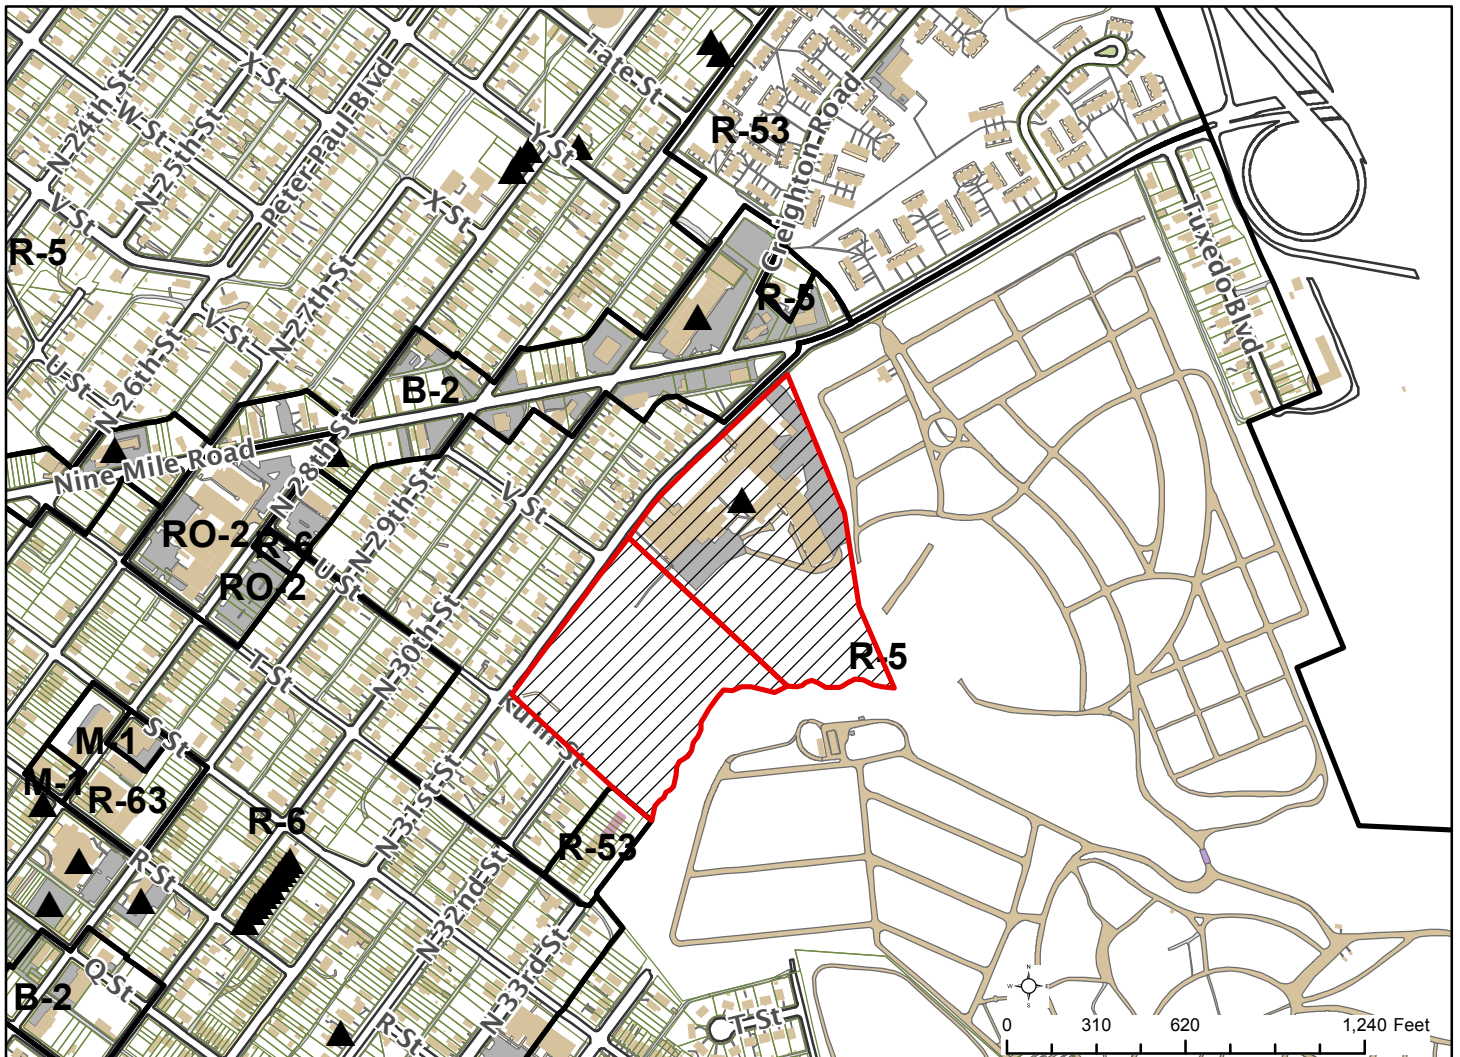 Tate-St
X-St
N-24th-St
W-St
N-25th-St
Peter-Paul-Blvd
Y-St
R-53
Creighton-Road
V-St
X-St
R-5
Tuxedo-Blvd
R-5
N-27th-St
V-St
N-26th-St
U-St
B-2
Nine Mile Road
N-28th-St
N-29th-St
V-St
RO-2
R-6
RO-2
U-St
N-30th-St
R-5
T-St
Kuhn-St
S-St
M-1
M-1
R-63
N-31st-St
R-6
R-53
R-St
N-32nd-St
N-33rd-St
Q-St
B-2
R-St
T-St
N
W E
S
0 310 620 1,240 Feet